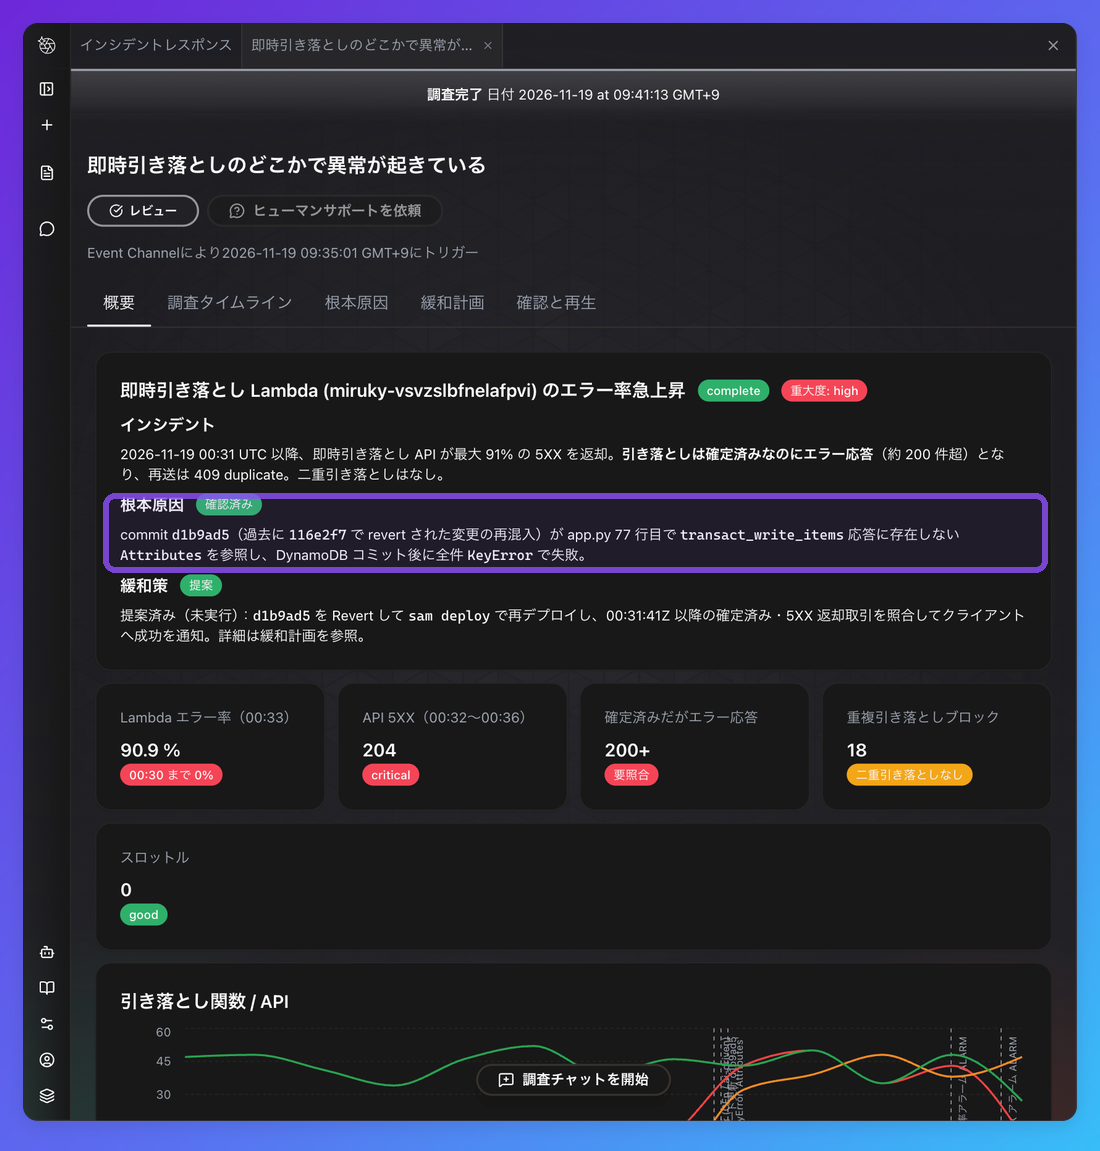 インシデントレスポンス
即時引き落としのどこかで異常が...
調査完了 日付 2026-11-19 at 09:41:13 GMT+9
即時引き落としのどこかで異常が起きている
レビュー
ヒューマンサポートを依頼
Event Channelにより2026-11-19 09:35:01 GMT+9にトリガー
概要
調査タイムライン
根本原因
緩和計画
確認と再生
即時引き落とし Lambda (miruky-vsvzslbfnelafpvi) のエラー率急上昇
complete
重大度: high
インシデント
2026-11-19 00:31 UTC 以降、即時引き落とし API が最大 91% の 5XX を返却。引き落としは確定済みなのにエラー応答（約 200 件超）とな
り、再送は 409 duplicate。二重引き落としはなし。
根本原因
確認済み
commit d1b9ad5（過去に 116e2f7 で revert された変更の再混入）が app.py 77 行目で transact_write_items 応答に存在しない
Attributes を参照し、DynamoDB コミット後に全件 KeyError で失敗。
緩和策
提案
提案済み（未実行）：d1b9ad5 を Revert して sam deploy で再デプロイし、00:31:41Z 以降の確定済み・5XX 返却取引を照合してクライアント
へ成功を通知。詳細は緩和計画を参照。
Lambda エラー率（00:33）
90.9 %
00:30 まで 0%
API 5XX（00:32〜00:36）
204
critical
確定済みだがエラー応答
200+
要照合
重複引き落としブロック
18
二重引き落としなし
スロットル
0
good
引き落とし関数 / API
60
45
30
調査チャットを開始
率アラーム ALARM
アラーム ALARM